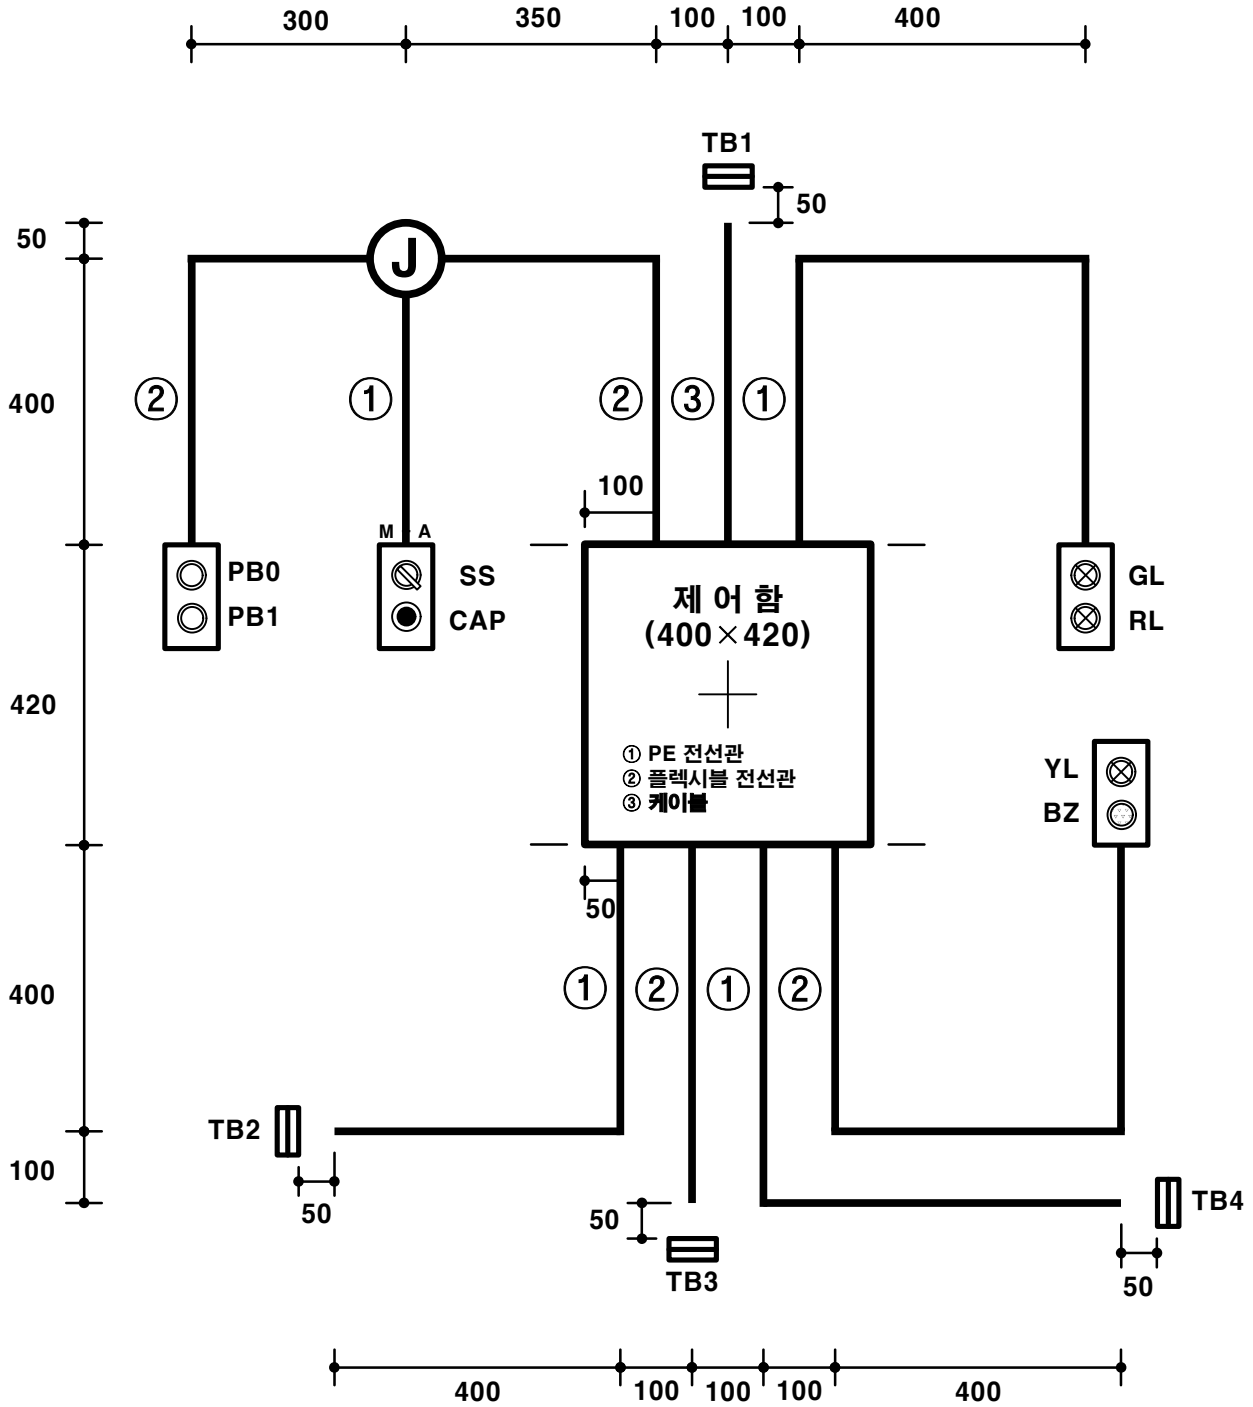 300 350 100 100 400
TB1
50
50
J
400
② ① ② ③ ①
100
M A
PB0
PB1
SS
CAP
제 어 함
(400×420)
GL
RL
420
① PE 전선관
② 플렉시블 전선관
③ 케이블
YL
BZ
50
400
① ② ① ②
TB2
100
50
50
TB3
TB4
50
400 100 100 100 400